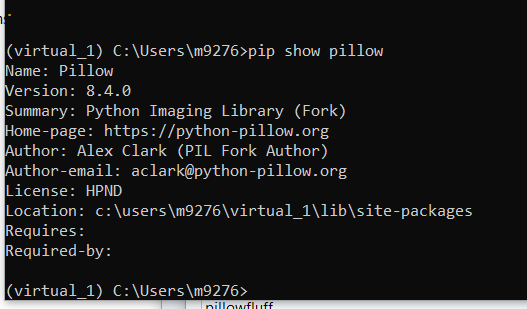 (virtual_1) C:\Users\m9276>pip show pillow
Name: Pillow
Version: 8.4.0
Summary: Python Imaging Library (Fork)
Home-page: https://python-pillow.org
Author: Alex Clark (PIL Fork Author)
Author-email: aclark@python-pillow.org
License: HPND
Location: c:\users\m9276\virtual_1\lib\site-packages
Requires:
Required-by:
(virtual_1) C:\Users\m9276>
pillowfluff